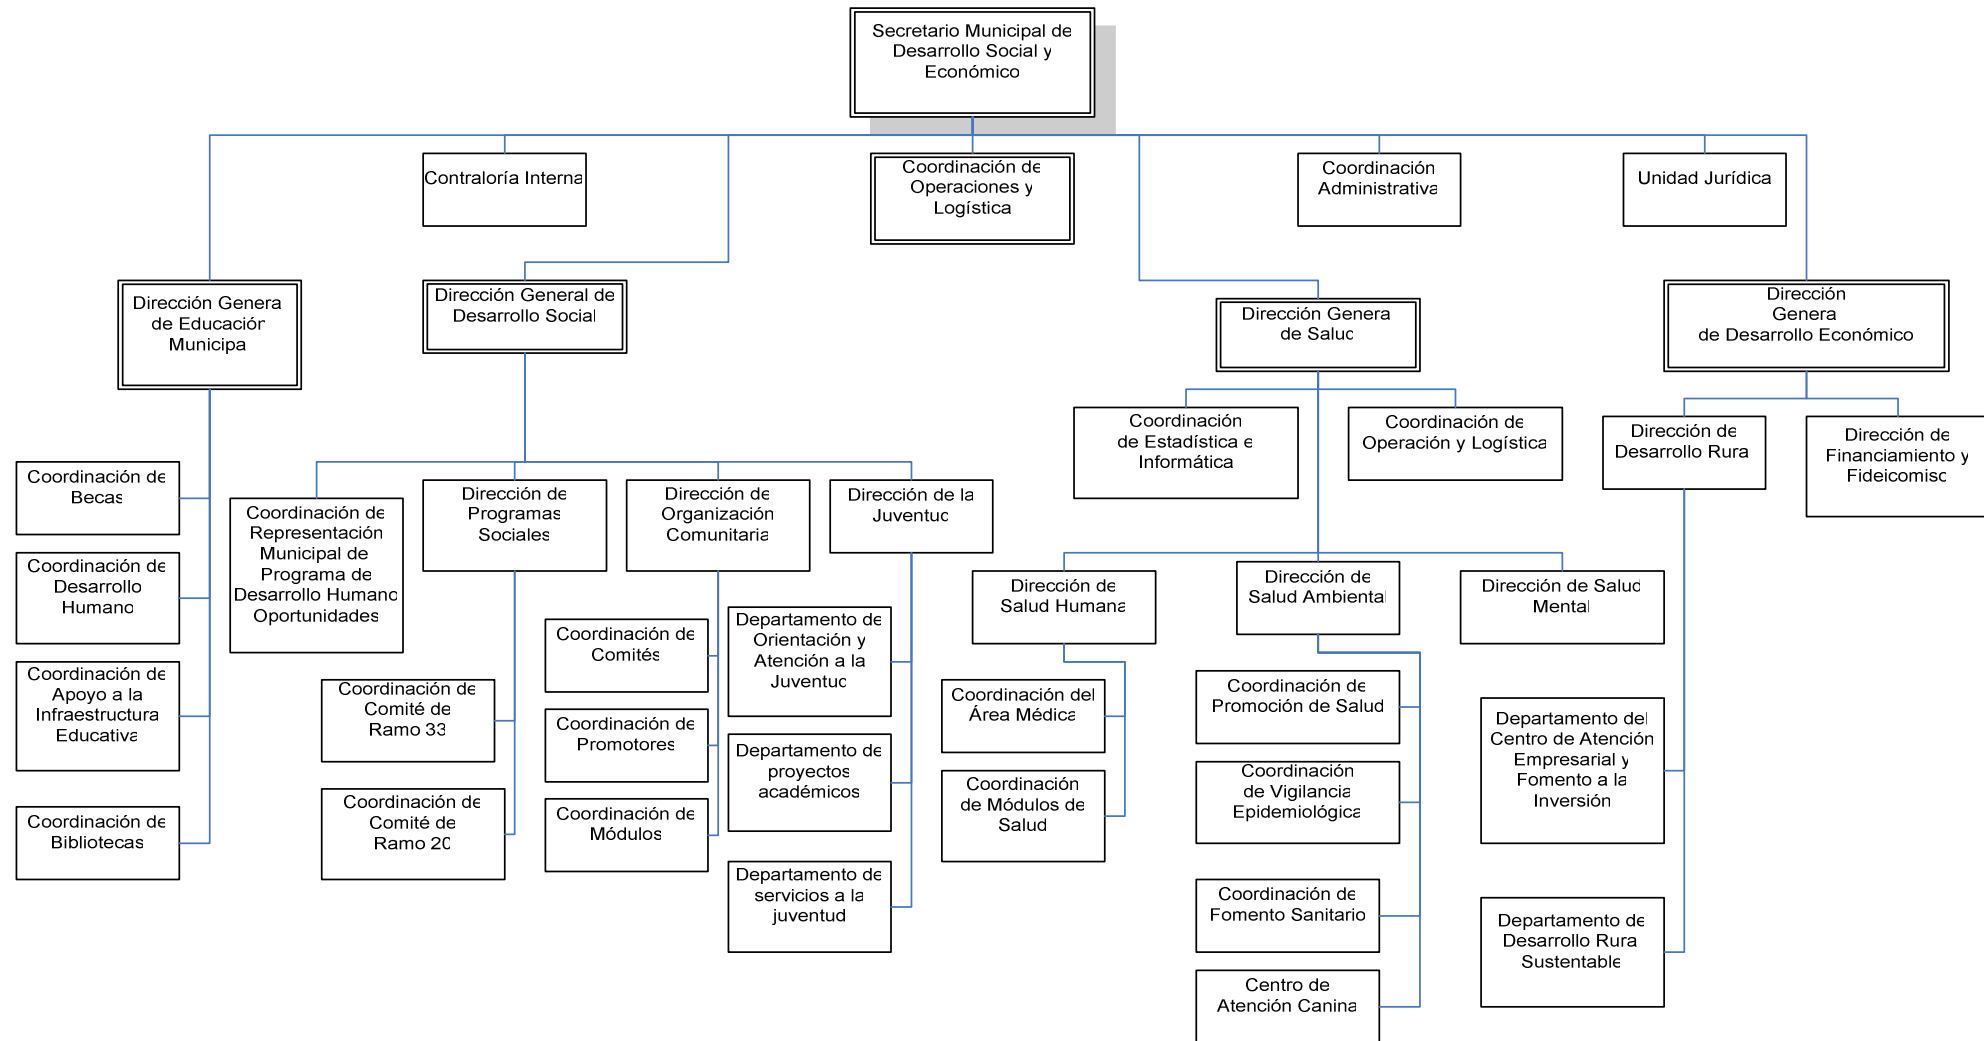 Secretario Municipal de
Desarrollo Social y
Económico
Contraloría Interna
Coordinación de
Operaciones y
Logística
Coordinación
Administrativa
Unidad Jurídica
Dirección Genera
de Educación
Municipa
Dirección General de
Desarrollo Social
Dirección Genera
de Saluc
Dirección
Genera
de Desarrollo Económico
Coordinación
de Estadística e
Informática
Coordinación de
Operación y Logística
Dirección de
Desarrollo Rura
Dirección de
Financiamiento y
Fideicomiso
Coordinación de
Becas
Coordinación de
Desarrollo
Humano
Coordinación de
Apoyo a la
Infraestructura
Educativa
Coordinación de
Bibliotecas
Coordinación de
Representación
Municipal de
Programa de
Desarrollo Humano
Oportunidades
Dirección de
Programas
Sociales
Dirección de
Organización
Comunitaria
Dirección de la
Juventuc
Coordinación de
Comité de
Ramo 33
Coordinación de
Comité de
Ramo 20
Coordinación de
Comités
Coordinación de
Promotores
Coordinación de
Módulos
Departamento de
Orientación y
Atención a la
Juventuc
Departamento de
proyectos
académicos
Departamento de
servicios a la
juventud
Dirección de
Salud Humana
Dirección de
Salud Ambiental
Dirección de Saluc
Mental
Coordinación del
Área Médica
Coordinación
de Módulos de
Salud
Coordinación de
Promoción de Salud
Coordinación
de Vigilancia
Epidemiológica
Coordinación de
Fomento Sanitario
Centro de
Atención Canina
Departamento del
Centro de Atención
Empresarial y
Fomento a la
Inversión
Departamento de
Desarrollo Rura
Sustentable